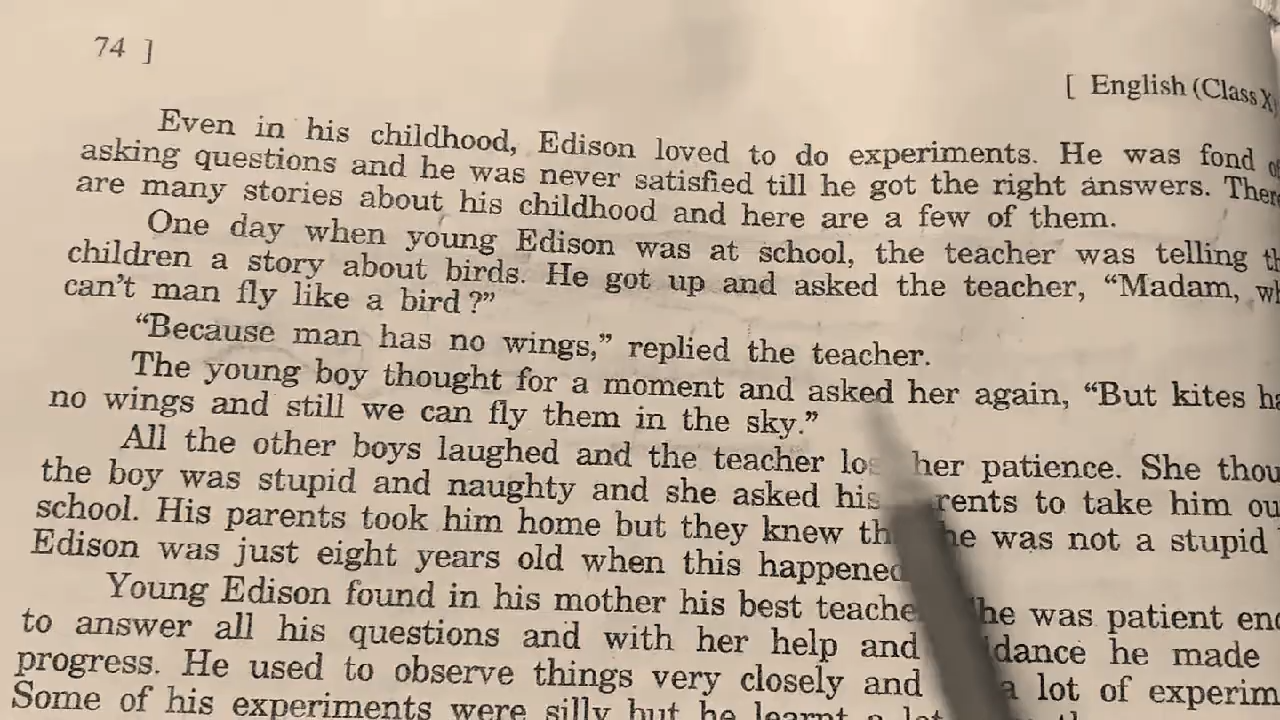 74 ]
[ English (Class X
Even in his childhood, Edison loved to do experiments. He was fond
asking questions and he was never satisfied till he got the right answers. There
are many stories about his childhood and here are a few of them.
One day when young Edison was at school, the teacher was telling
children a story about birds. He got up and asked the teacher, “Madam,
can't man fly like a bird ?”
“Because man has no wings,” replied the teacher.
The young boy thought for a moment and asked her again, “But kites
no wings and still we can fly them in the sky.”
All the other boys laughed and the teacher her patience. She
the boy was stupid and naughty and she asked his to take him
school. His parents took him home but they knew he was not a stupid
Edison was just eight years old when this happened
Young Edison found in his mother his best was patient
to answer all his questions and with her help and he made
progress. He used to observe things very closely and a lot of
Some of his experiments were silly but he learnt a lot